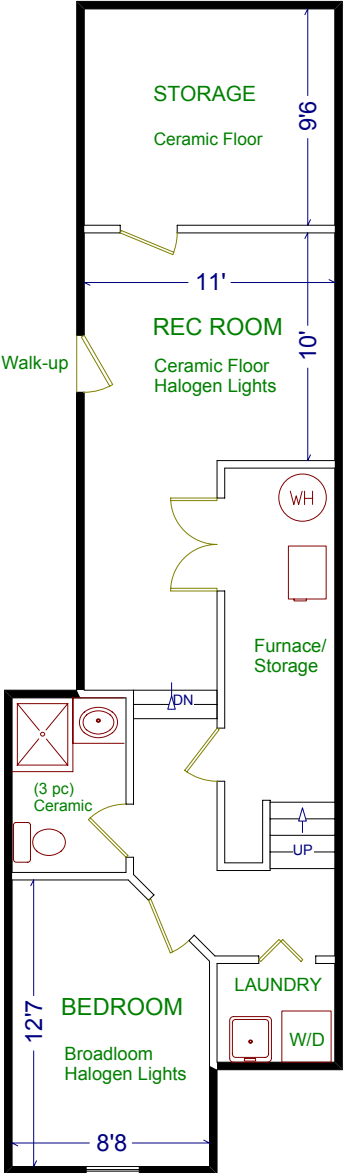 STORAGE
Ceramic Floor
9'6
11'
REC ROOM
10'
Walk-up
Ceramic Floor
Halogen Lights
WH
Furnace/
Storage
DN
(3 pc)
Ceramic
UP
LAUNDRY
W/D
BEDROOM
12'7
Broadloom
Halogen Lights
8'8